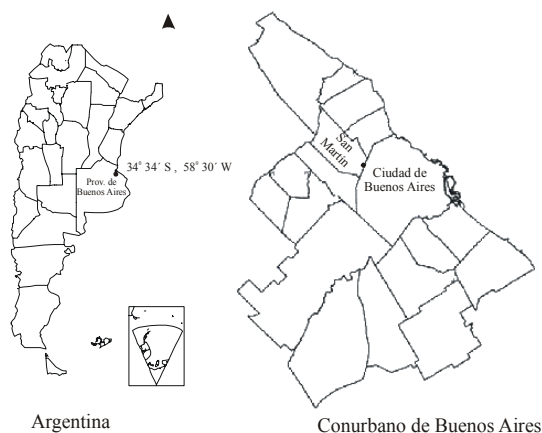 34° 34´ S , 58° 30´ W
Prov. de
Buenos Aires
Argentina
San
Martín
Ciudad de
Buenos Aires
Conurbano de Buenos Aires